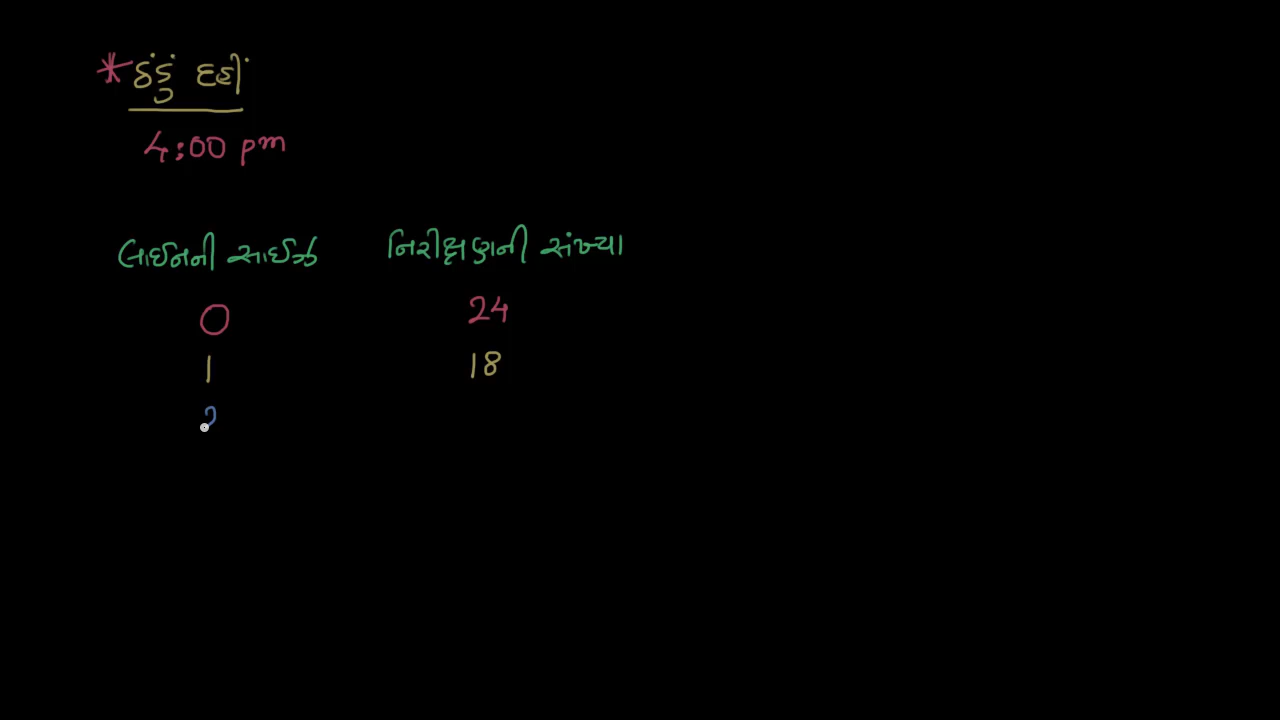 * ઠંડું દહીં
4:00 pm
લાઈનની સાઈઝ નિરીક્ષણની સંખ્યા
0 24
1 18
2